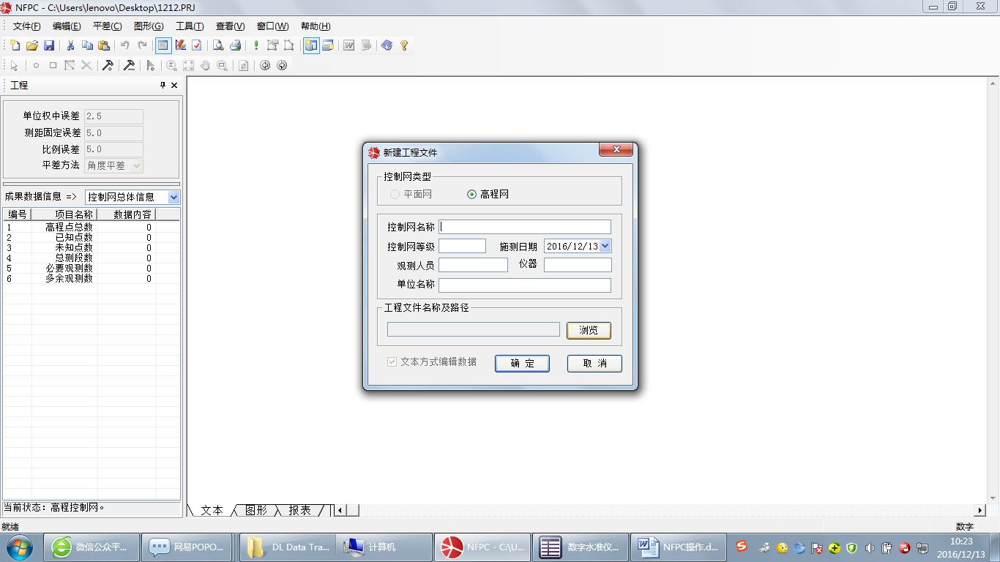 NFPC - C:\Users\lenovo\Desktop\1212.PRJ
文件(F) 编辑(E) 平差(C) 图形(G) 工具(T) 查看(V) 窗口(W) 帮助(H)
工程
单位权中误差 2.5
测距固定误差 5.0
比例误差 5.0
平差方法 角度平差
成果数据信息 => 控制网总体信息
编号 项目名称 数据内容
1 高程点总数 0
2 已知点数 0
3 未知点数 0
4 总测段数 0
5 必要观测数 0
6 多余观测数 0
当前状态：高程控制网。
新建工程文件
控制网类型
平面网 高程网
控制网名称
控制网等级 施测日期 2016/12/13
观测人员 仪器
单位名称
工程文件名称及路径
浏览
文本方式编辑数据 确 定 取 消
文本 图形 报表
就绪 数字
微信公众平... 网易POPO... DL Data Tra... 计算机 NFPC - C:\U... 数字水准仪... NFPC操作.d... 10:23
2016/12/13